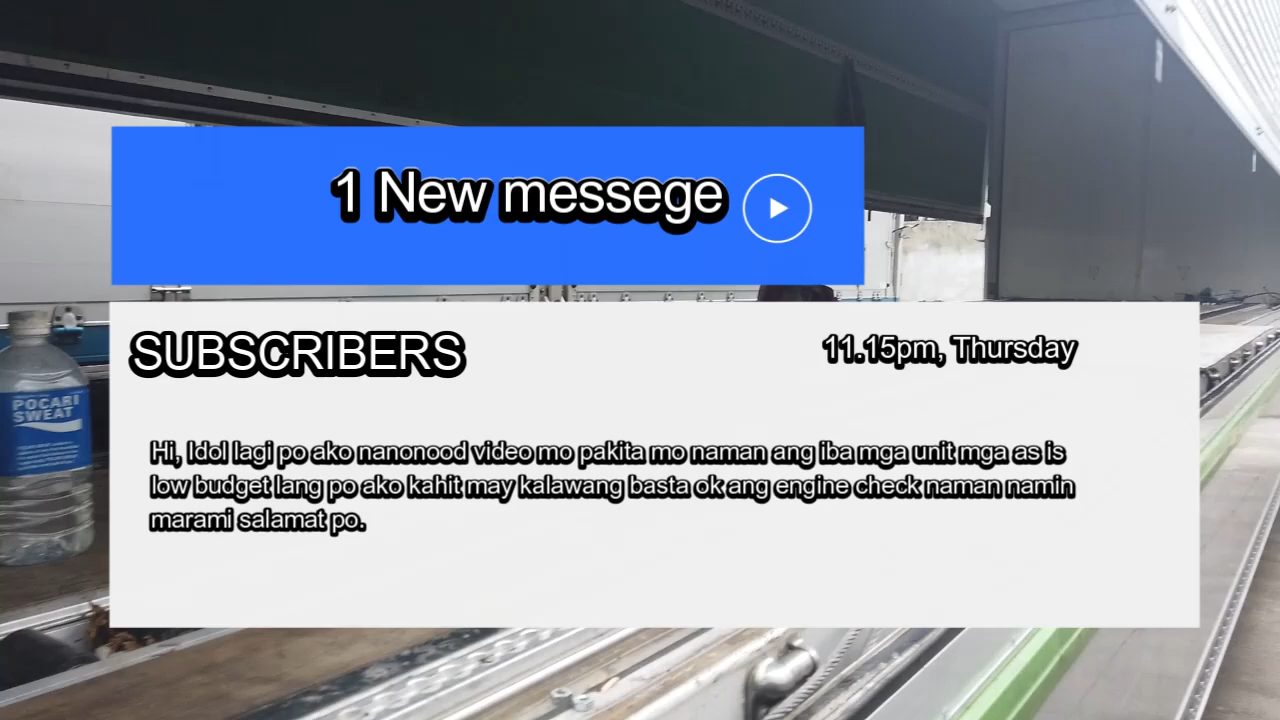 1 New messege
SUBSCRIBERS
11.15pm, Thursday
Hi, Idol lagi po ako nanonood video mo pakita mo naman ang iba mga unit mga as is
low budget lang po ako kahit may kalawang basta ok ang engine check naman namin
marami salamat po.
POCARI
SWEAT